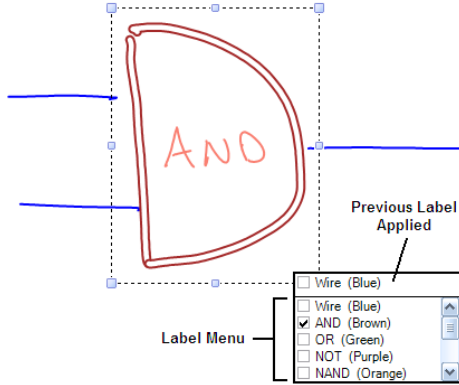 AND
Previous Label
Applied
Wire (Blue)
Wire (Blue)
AND (Brown)
OR (Green)
NOT (Purple)
NAND (Orange)
Label Menu